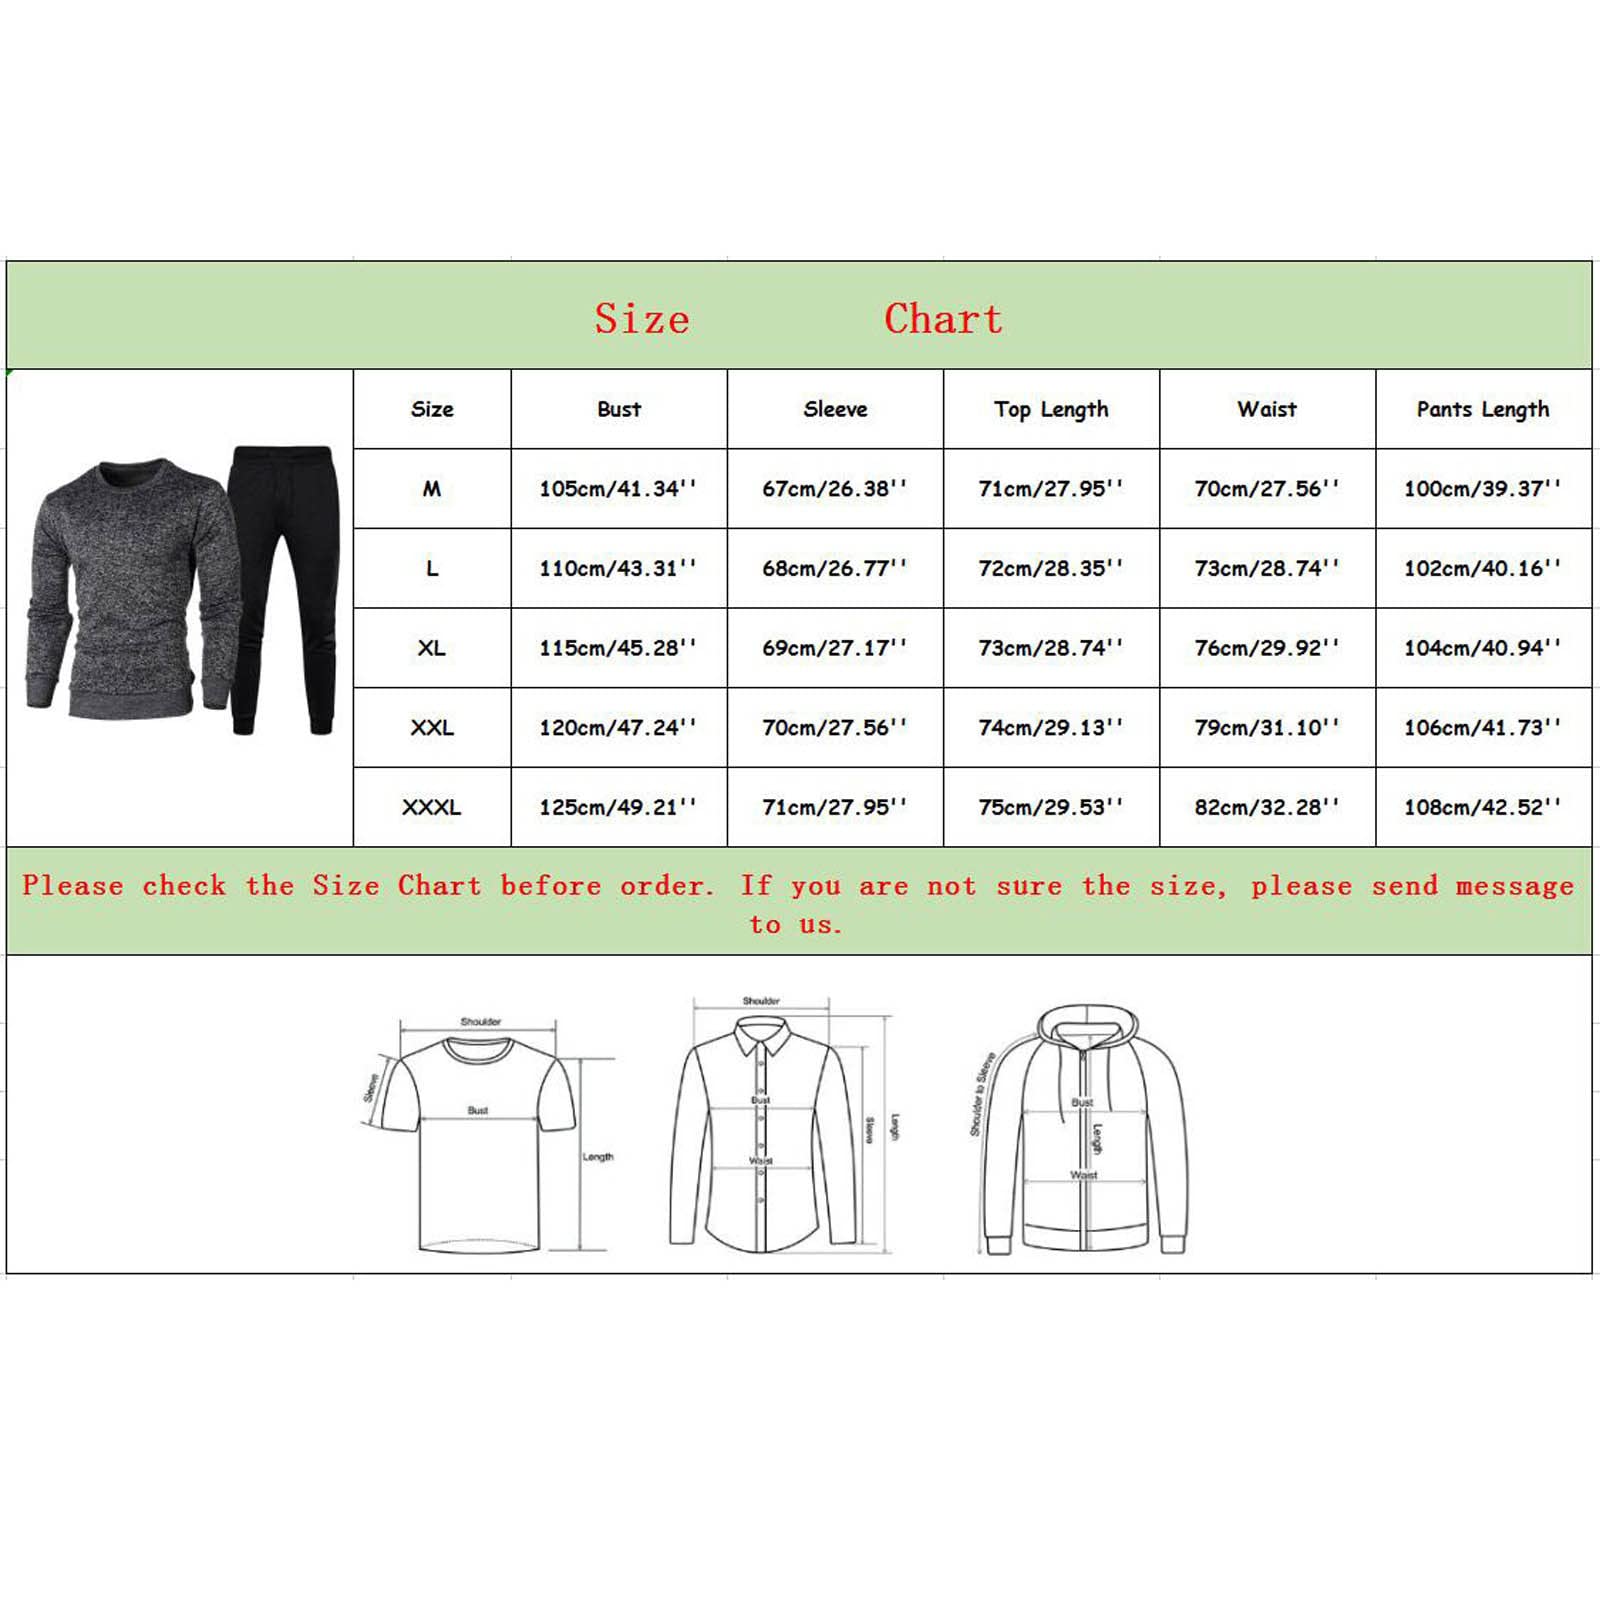 Size Chart
Size Bust Sleeve Top Length Waist Pants Length
M 105cm/41.34'' 67cm/26.38'' 71cm/27.95'' 70cm/27.56'' 100cm/39.37''
L 110cm/43.31'' 68cm/26.77'' 72cm/28.35'' 73cm/28.74'' 102cm/40.16''
XL 115cm/45.28'' 69cm/27.17'' 73cm/28.74'' 76cm/29.92'' 104cm/40.94''
XXL 120cm/47.24'' 70cm/27.56'' 74cm/29.13'' 79cm/31.10'' 106cm/41.73''
XXXL 125cm/49.21'' 71cm/27.95'' 75cm/29.53'' 82cm/32.28'' 108cm/42.52''
Please check the Size Chart before order. If you are not sure the size, please send message
to us.
Shoulder
Sleeve
Bust
Length
Shoulder
Bust
Waist
Sleeve
Length
Shoulder to Sleeve
Bust
Length
Waist